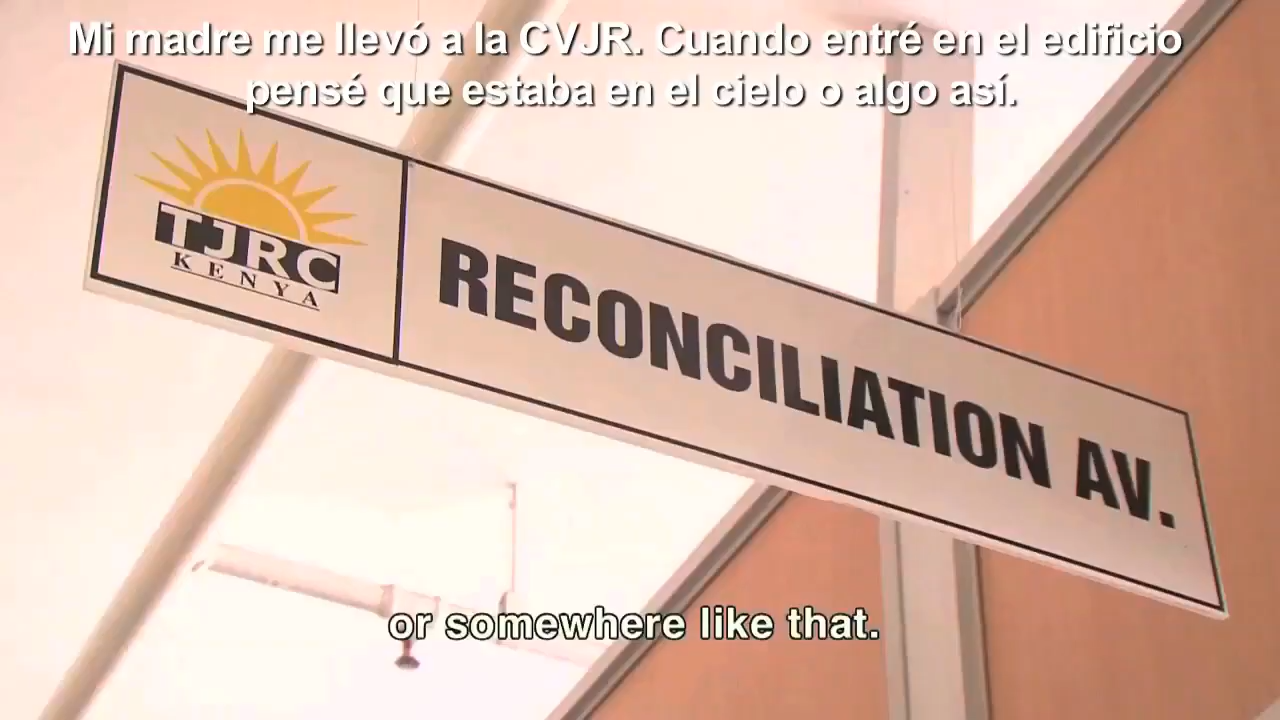 Mi madre me llevó a la CVJR. Cuando entré en el edificio
pensé que estaba en el cielo o algo así.
TJRC
KENYA
RECONCILIATION AV.
or somewhere like that.